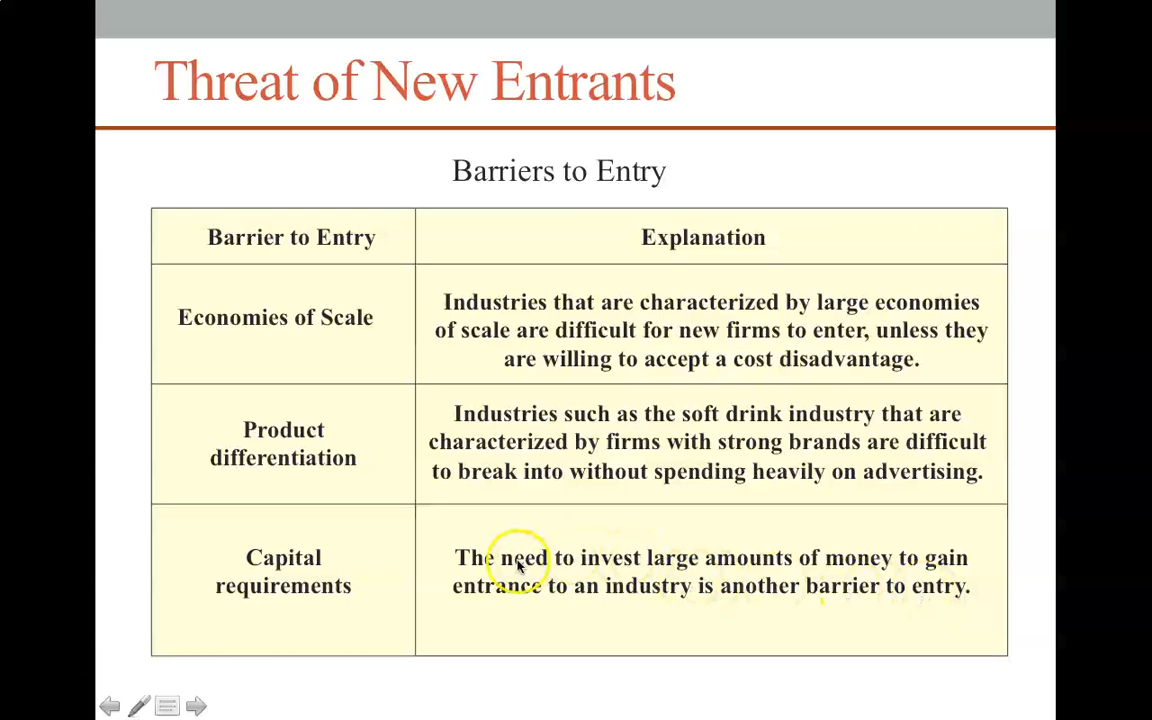 Threat of New Entrants
Barriers to Entry
Barrier to Entry
Explanation
Economies of Scale
Industries that are characterized by large economies
of scale are difficult for new firms to enter, unless they
are willing to accept a cost disadvantage.
Product
differentiation
Industries such as the soft drink industry that are
characterized by firms with strong brands are difficult
to break into without spending heavily on advertising.
Capital
requirements
The need to invest large amounts of money to gain
entrance to an industry is another barrier to entry.